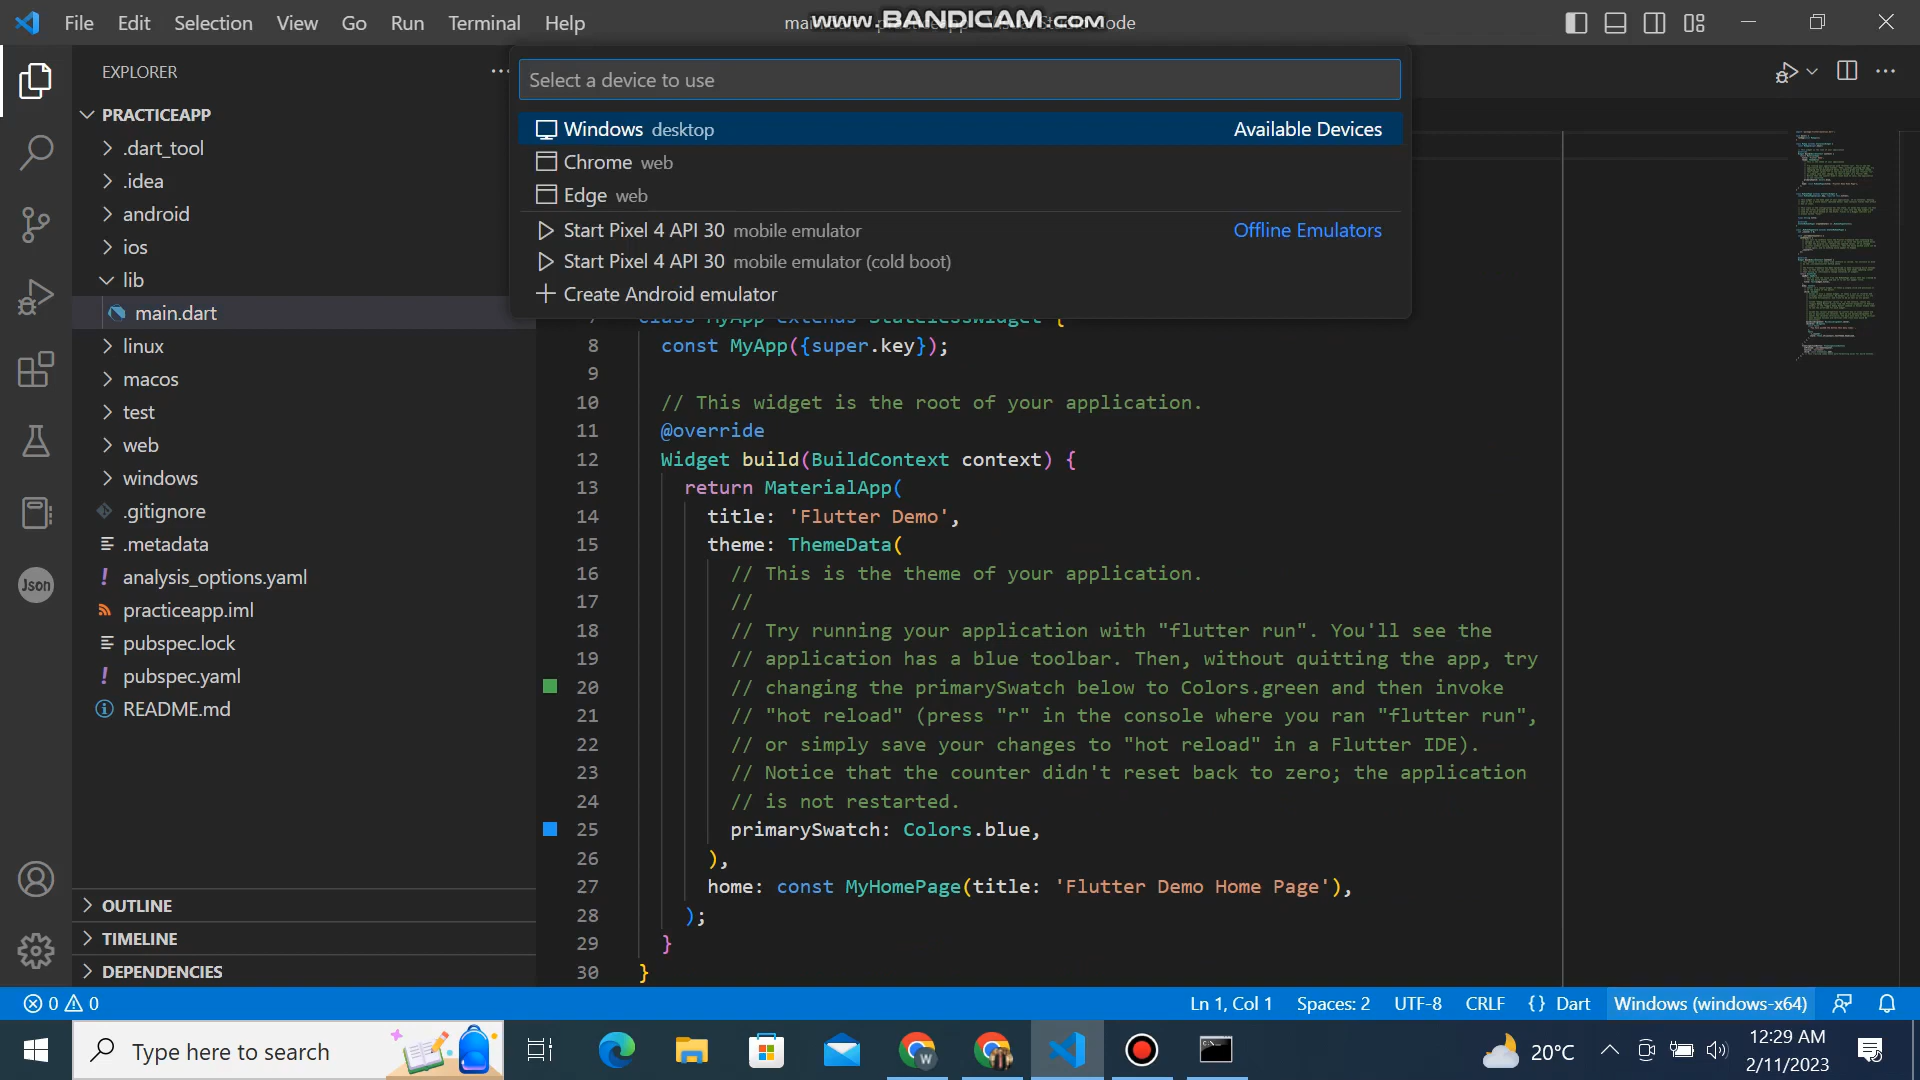 File Edit Selection View Go Run Terminal Help
www.BANDICAM.com
EXPLORER
PRACTICEAPP
.dart_tool
.idea
android
ios
lib
main.dart
linux
macos
test
web
windows
.gitignore
.metadata
analysis_options.yaml
practiceapp.iml
pubspec.lock
pubspec.yaml
README.md
OUTLINE
TIMELINE
DEPENDENCIES
Json
Select a device to use
Windows desktop Available Devices
Chrome web
Edge web
Start Pixel 4 API 30 mobile emulator Offline Emulators
Start Pixel 4 API 30 mobile emulator (cold boot)
Create Android emulator
class MyApp extends StatelessWidget {
8 const MyApp({super.key});
9
10 // This widget is the root of your application.
11 @override
12 Widget build(BuildContext context) {
13 return MaterialApp(
14 title: 'Flutter Demo',
15 theme: ThemeData(
16 // This is the theme of your application.
17 //
18 // Try running your application with "flutter run". You'll see the
19 // application has a blue toolbar. Then, without quitting the app, try
20 // changing the primarySwatch below to Colors.green and then invoke
21 // "hot reload" (press "r" in the console where you ran "flutter run",
22 // or simply save your changes to "hot reload" in a Flutter IDE).
23 // Notice that the counter didn't reset back to zero; the application
24 // is not restarted.
25 primarySwatch: Colors.blue,
26 ),
27 home: const MyHomePage(title: 'Flutter Demo Home Page'),
28 );
29 }
30 }
0 0
Ln 1, Col 1 Spaces: 2 UTF-8 CRLF {} Dart Windows (windows-x64)
Type here to search
20°C
12:29 AM
2/11/2023